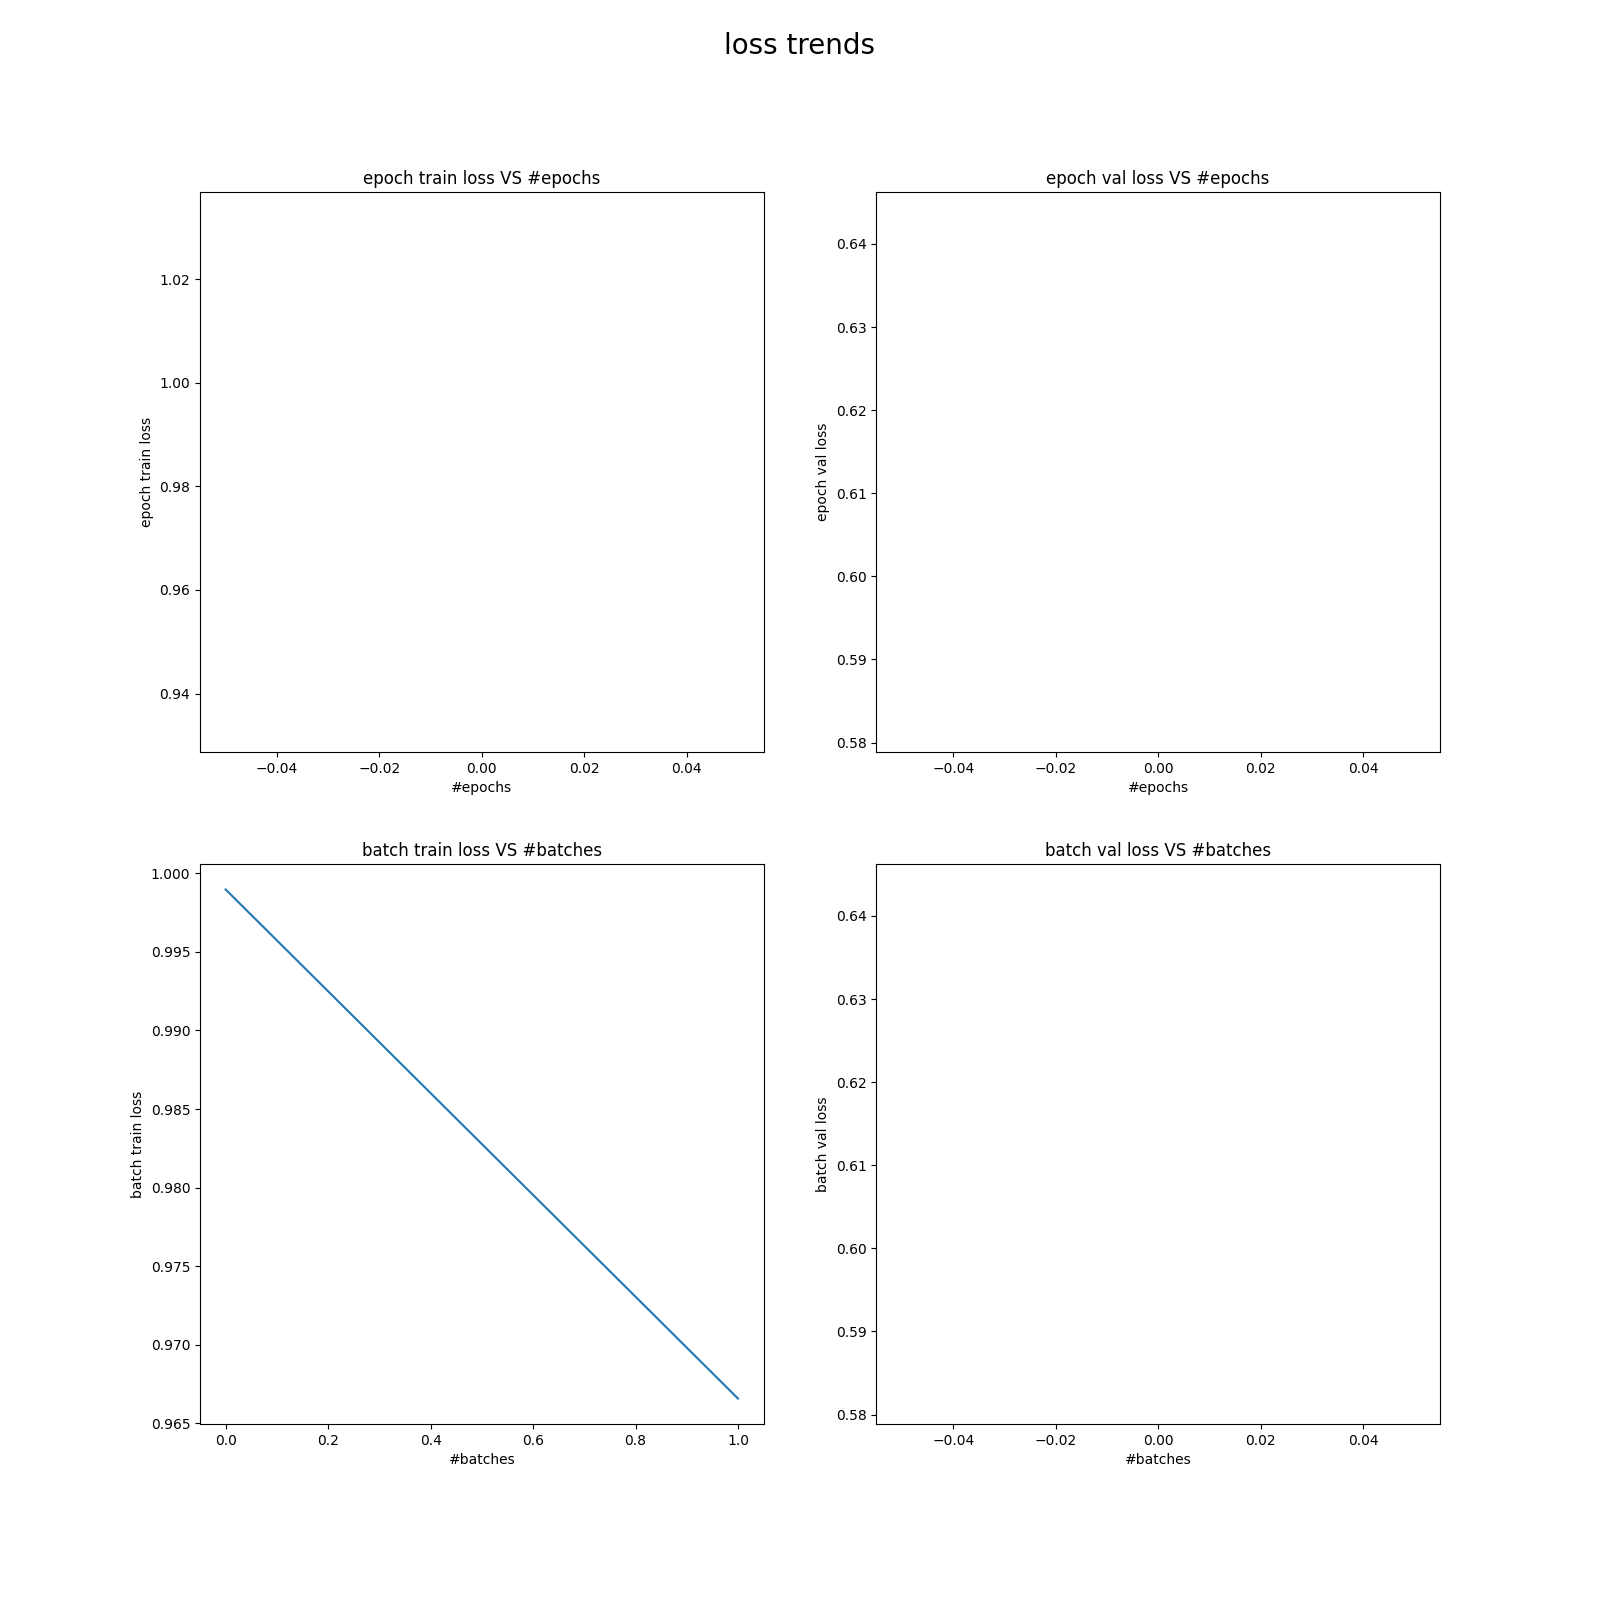 loss trends
epoch train loss VS #epochs
epoch train loss
1.02
1.00
0.98
0.96
0.94
−0.04 −0.02 0.00 0.02 0.04
#epochs
epoch val loss VS #epochs
epoch val loss
0.64
0.63
0.62
0.61
0.60
0.59
0.58
−0.04 −0.02 0.00 0.02 0.04
#epochs
batch train loss VS #batches
batch train loss
1.000
0.995
0.990
0.985
0.980
0.975
0.970
0.965
0.0 0.2 0.4 0.6 0.8 1.0
#batches
batch val loss VS #batches
batch val loss
0.64
0.63
0.62
0.61
0.60
0.59
0.58
−0.04 −0.02 0.00 0.02 0.04
#batches